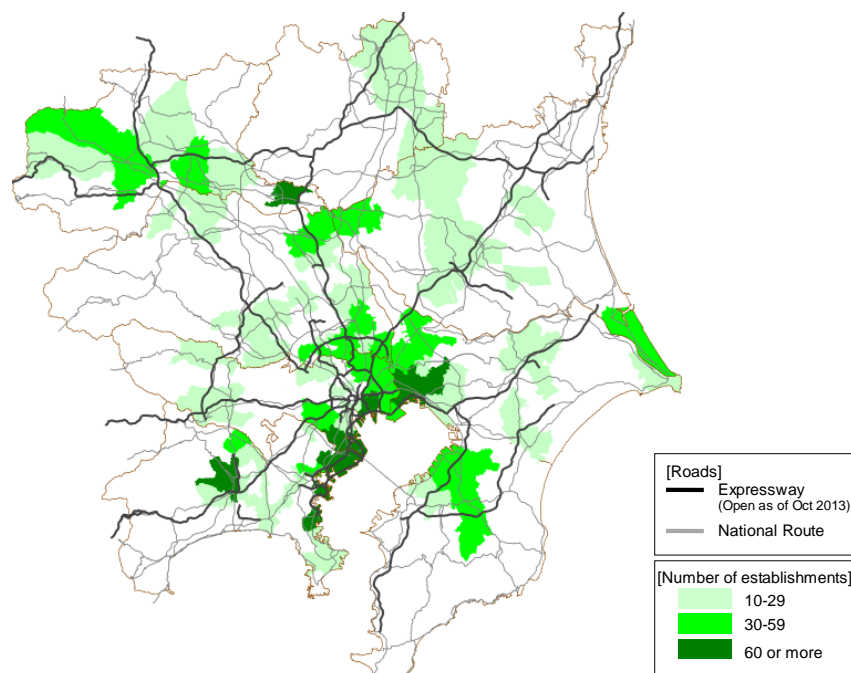 [Roads]
Expressway
(Open as of Oct 2013)
National Route
[Number of establishments]
10-29
30-59
60 or more